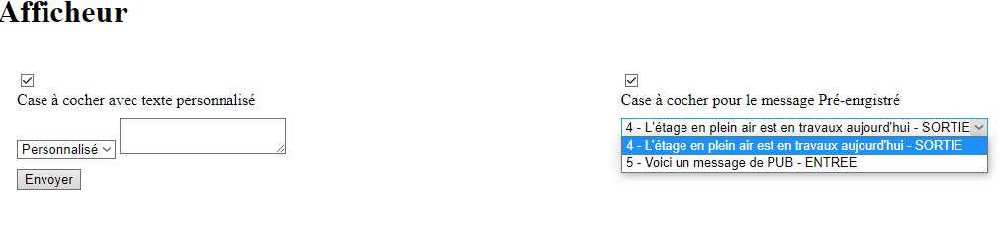 Afficheur
Case à cocher avec texte personnalisé
Personnalisé
Envoyer
Case à cocher pour le message Pré-enrgistré
4 - L'étage en plein air est en travaux aujourd'hui - SORTIE
4 - L'étage en plein air est en travaux aujourd'hui - SORTIE
5 - Voici un message de PUB - ENTREE